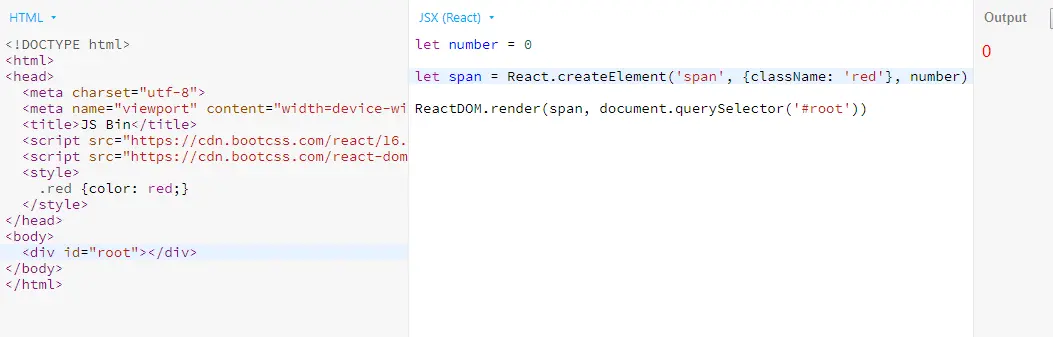 HTML
<!DOCTYPE html>
<html>
<head>
<meta charset="utf-8">
<meta name="viewport" content="width=device-wi
<title>JS Bin</title>
<script src="https://cdn.bootcss.com/react/16.
<script src="https://cdn.bootcss.com/react-dom
<style>
.red {color: red;}
</style>
</head>
<body>
<div id="root"></div>
</body>
</html>
JSX (React)
let number = 0
let span = React.createElement('span', {className: 'red'}, number)
ReactDOM.render(span, document.querySelector('#root'))
Output
0